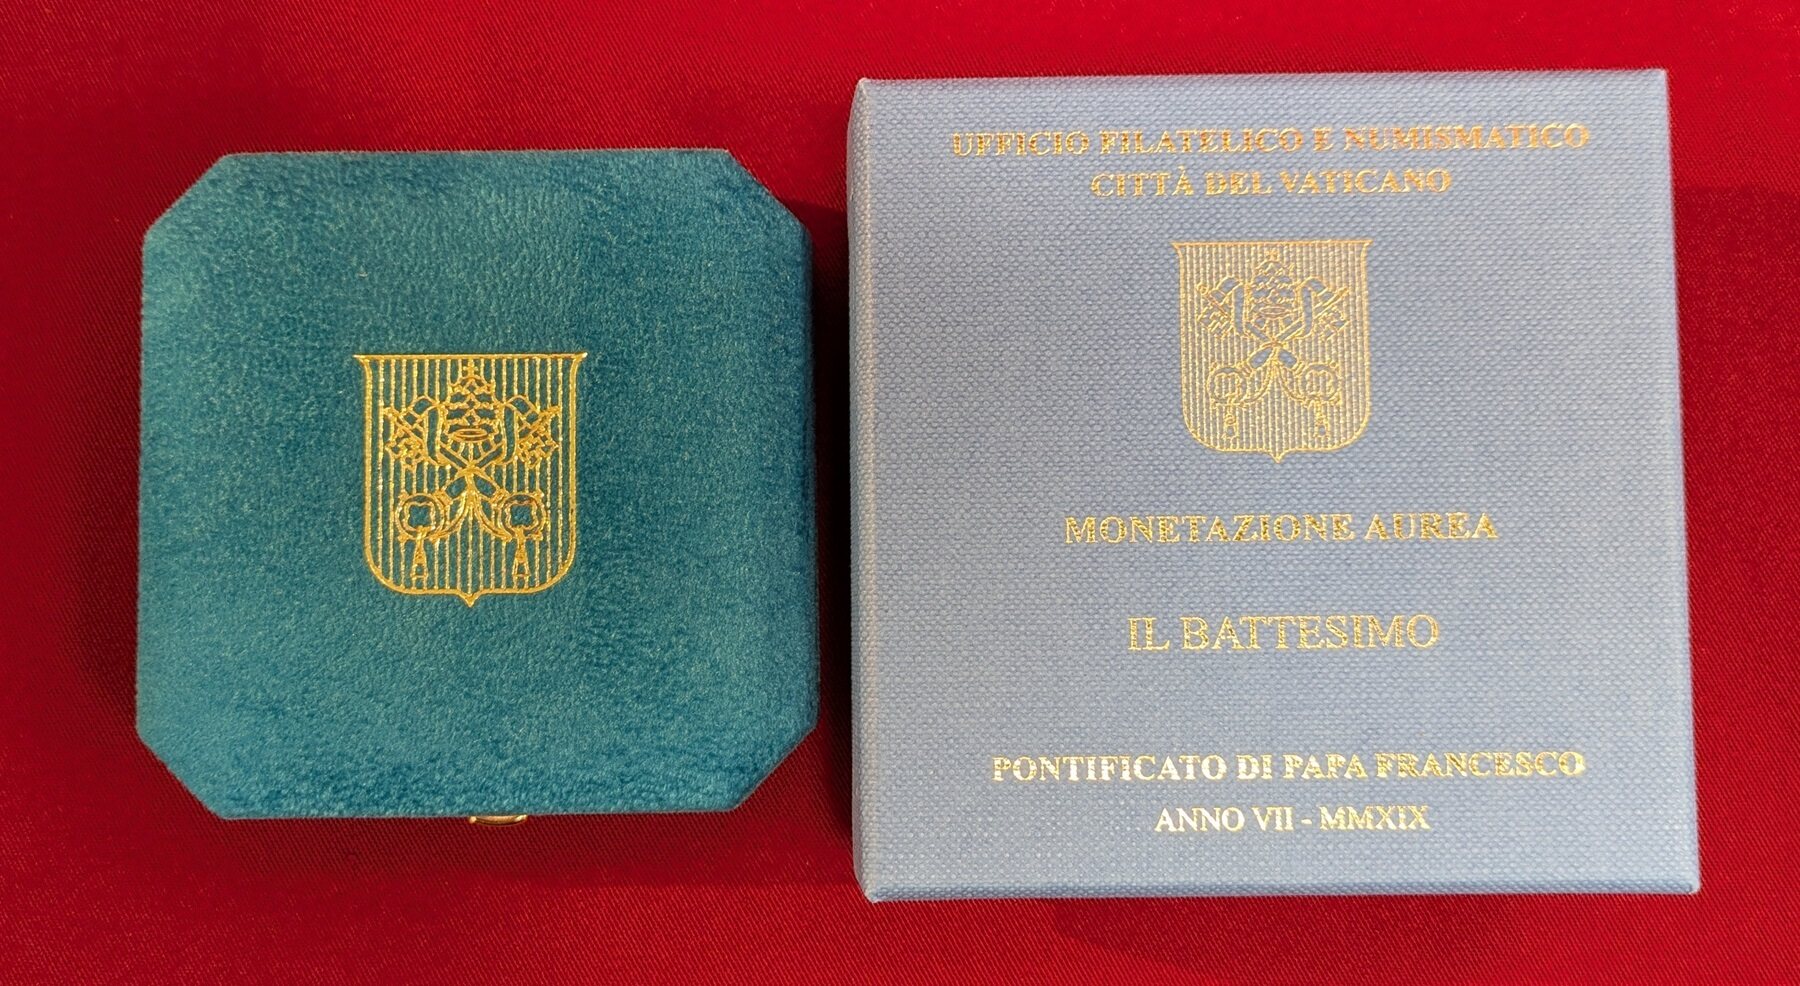 UFFICIO FILATELICO E NUMISMATICO
CITTÀ DEL VATICANO
MONETAZIONE AUREA
IL BATTESIMO
PONTIFICATO DI PAPA FRANCESCO
ANNO VII - MMXIX